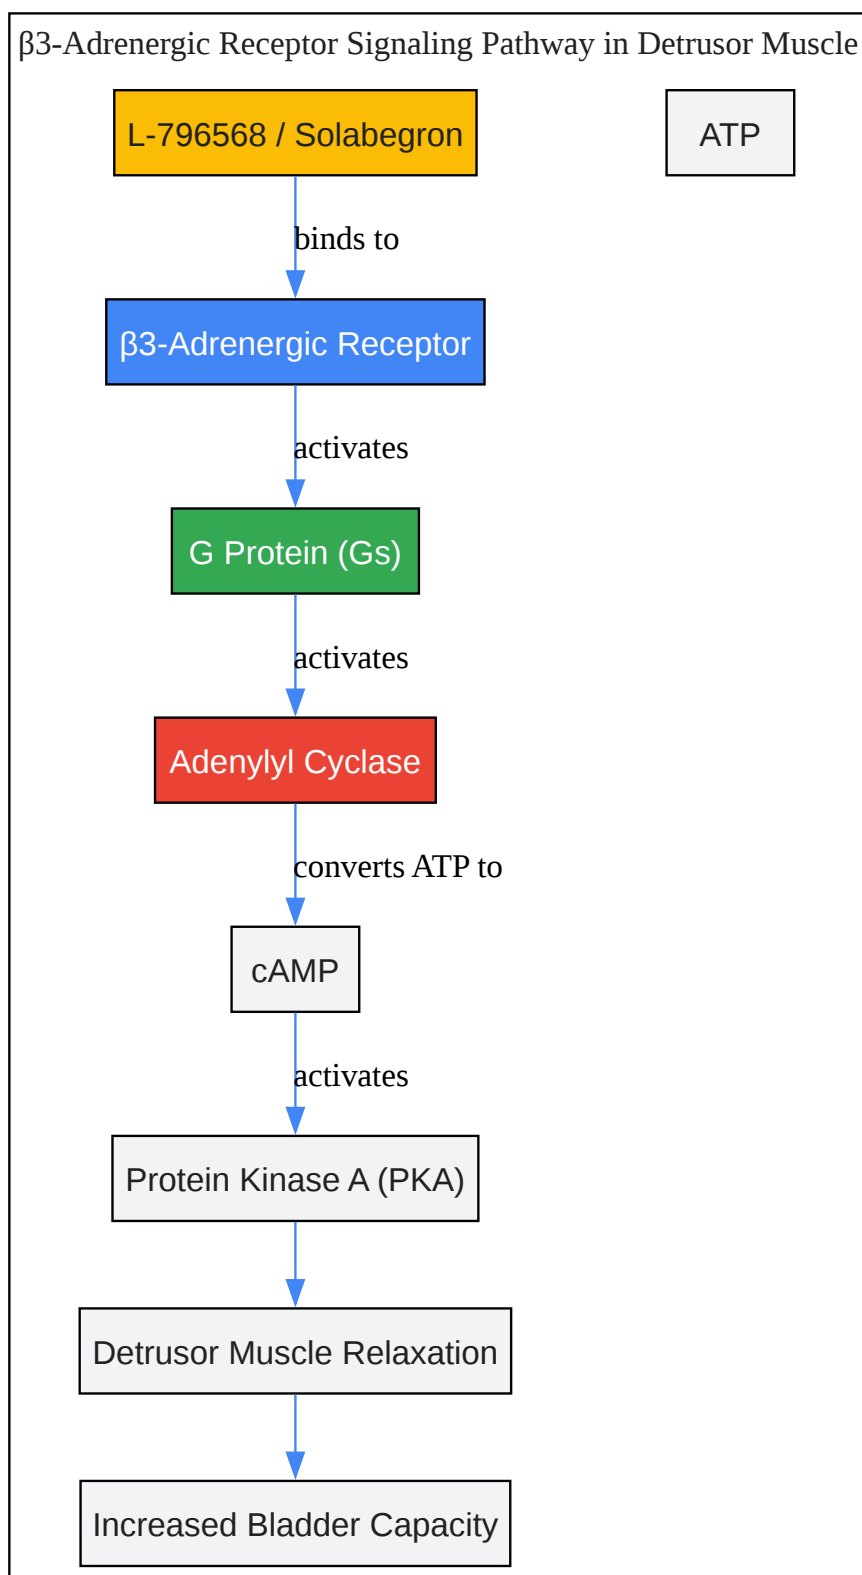 β3-Adrenergic Receptor Signaling Pathway in Detrusor Muscle
L-796568 / Solabegron
ATP
binds to
β3-Adrenergic Receptor
activates
G Protein (Gs)
activates
Adenylyl Cyclase
converts ATP to
cAMP
activates
Protein Kinase A (PKA)
Detrusor Muscle Relaxation
Increased Bladder Capacity